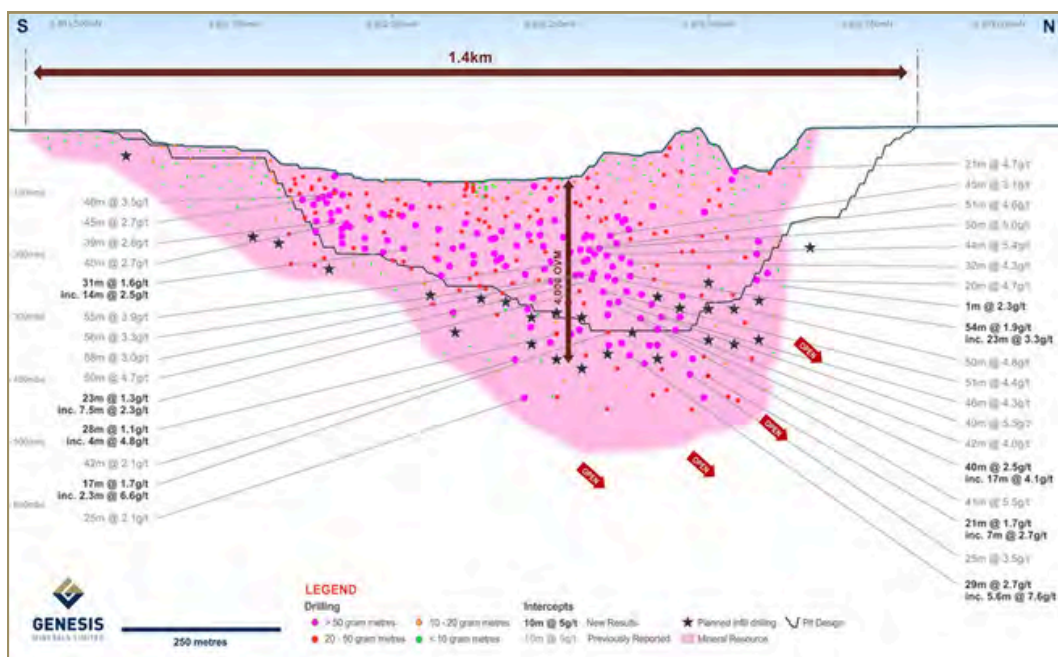 S
N
1.4km
48m @ 3.5g/t
45m @ 2.7g/t
39m @ 2.6g/t
40m @ 2.7g/t
31m @ 1.6g/t
inc. 14m @ 2.5g/t
55m @ 3.9g/t
56m @ 3.3g/t
68m @ 3.0g/t
50m @ 4.7g/t
23m @ 1.3g/t
inc. 7.5m @ 2.3g/t
28m @ 1.1g/t
inc. 4m @ 4.8g/t
42m @ 2.1g/t
17m @ 1.7g/t
inc. 2.3m @ 6.6g/t
25m @ 2.1g/t
4,000 OVM
21m @ 4.7g/t
51m @ 4.6g/t
50m @ 5.0g/t
44m @ 5.4g/t
32m @ 4.3g/t
20m @ 4.7g/t
1m @ 2.3g/t
54m @ 1.9g/t
inc. 23m @ 3.3g/t
50m @ 4.8g/t
51m @ 4.4g/t
46m @ 4.3g/t
40m @ 5.5g/t
42m @ 4.0g/t
40m @ 2.5g/t
inc. 17m @ 4.1g/t
41m @ 5.5g/t
21m @ 1.7g/t
inc. 7m @ 2.7g/t
25m @ 3.5g/t
29m @ 2.7g/t
inc. 5.6m @ 7.6g/t
OPEN
OPEN
OPEN
OPEN
GENESIS
MINERALS LIMITED
250 metres
LEGEND
Drilling
> 50 gram metres
10 - 20 gram metres
20 - 50 gram metres
< 10 gram metres
Intercepts
10m @ 5g/t New Results
10m @ 5g/t Previously Reported
Planned infill drilling
Pit Design
Mineral Resource